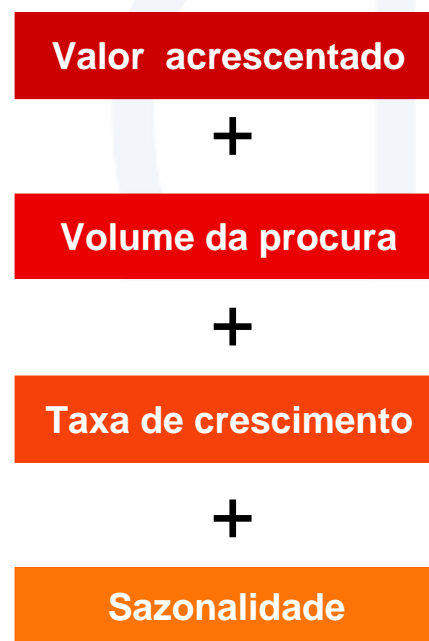 Valor acrescentado
+
Volume da procura
+
Taxa de crescimento
+
Sazonalidade